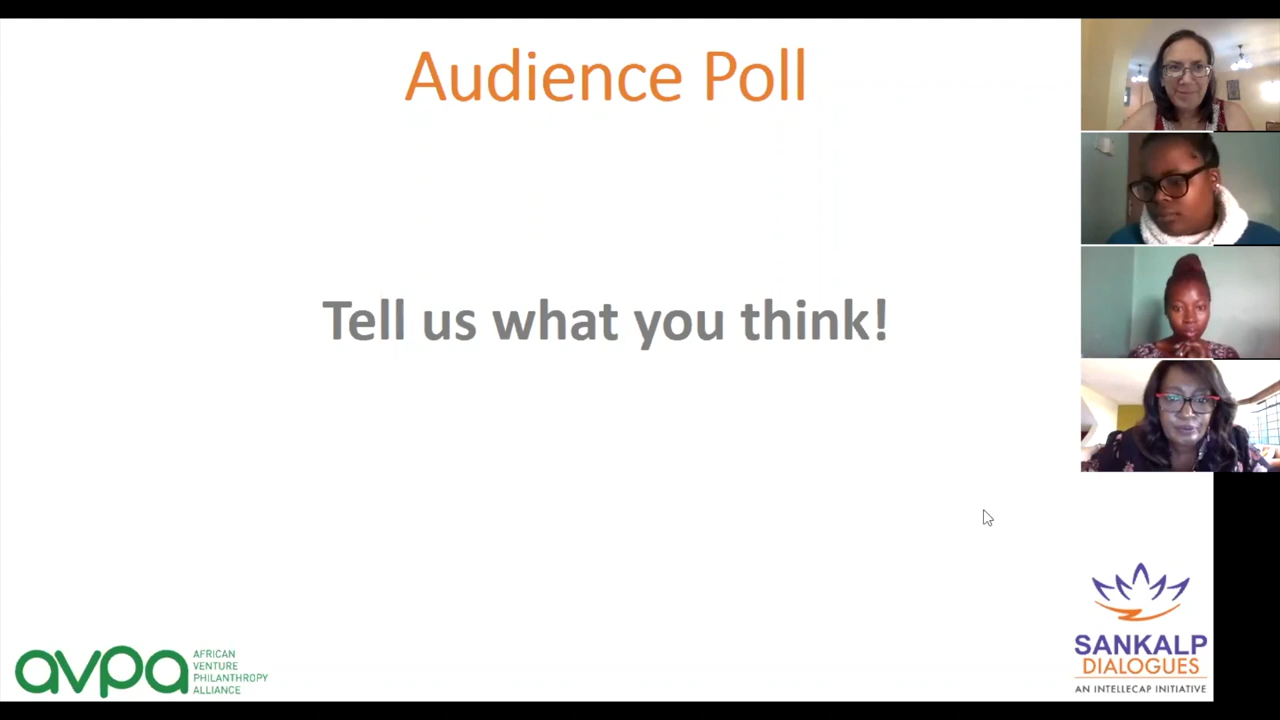 Audience Poll
Tell us what you think!
avpa
AFRICAN
VENTURE
PHILANTHROPY
ALLIANCE
SANKALP
DIALOGUES
AN INTELLECAP INITIATIVE